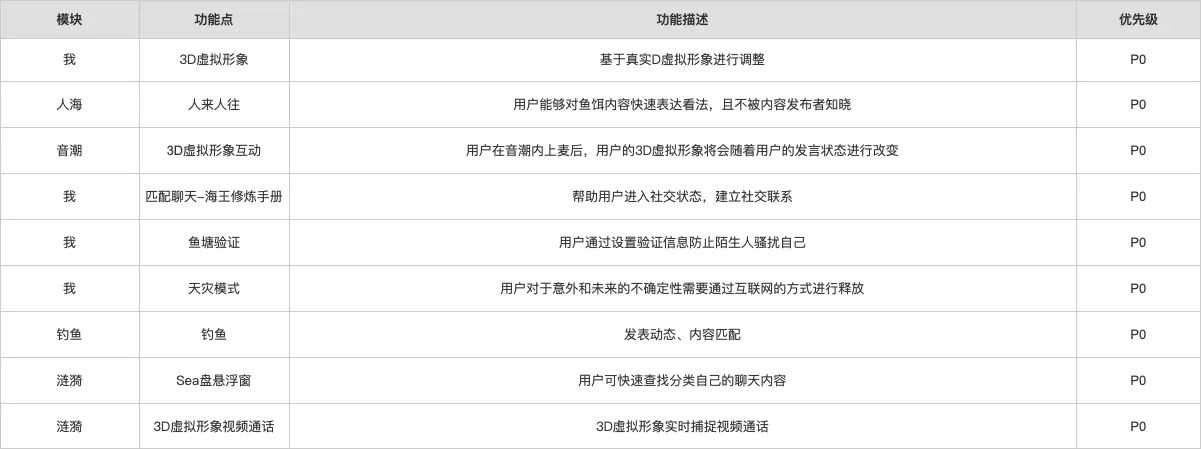 模块 功能点 功能描述 优先级
我 3D虚拟形象 基于真实D虚拟形象进行调整 P0
人海 人来人往 用户能够对鱼饵内容快速表达看法，且不被内容发布者知晓 P0
音潮 3D虚拟形象互动 用户在音潮内上麦后，用户的3D虚拟形象将会随着用户的发言状态进行改变 P0
我 匹配聊天-海王修炼手册 帮助用户进入社交状态，建立社交联系 P0
我 鱼塘验证 用户通过设置验证信息防止陌生人骚扰自己 P0
我 天灾模式 用户对于意外和未来的不确定性需要通过互联网的方式进行释放 P0
钓鱼 钓鱼 发表动态、内容匹配 P0
涟漪 Sea盘悬浮窗 用户可快速查找分类自己的聊天内容 P0
涟漪 3D虚拟形象视频通话 3D虚拟形象实时捕捉视频通话 P0